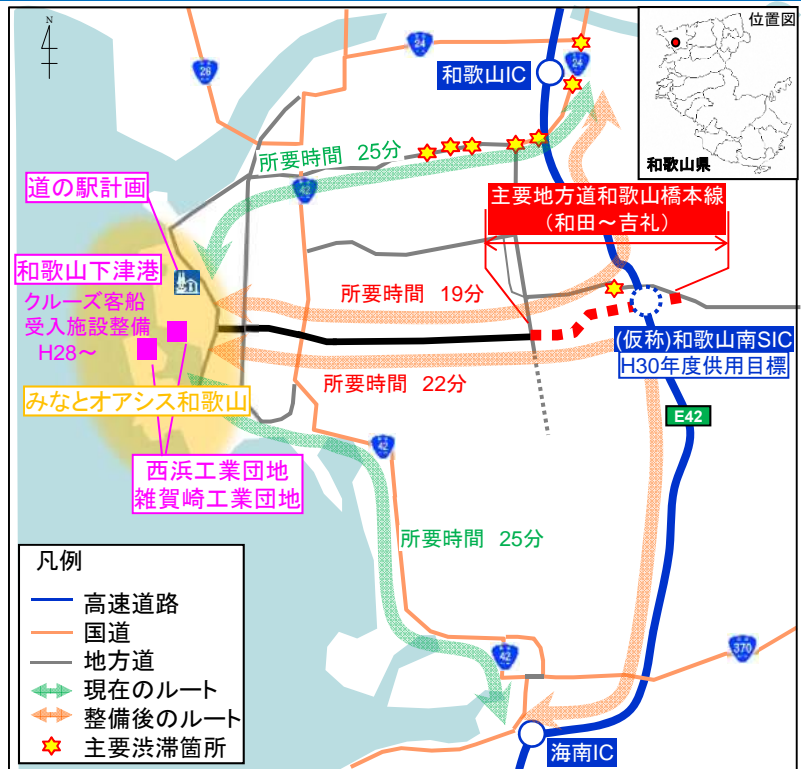 N
位置図
和歌山県
24
26
和歌山IC
24
所要時間 25分
42
道の駅計画
主要地方道和歌山橋本線
(和田~吉礼)
和歌山下津港
クルーズ客船
受入施設整備
H28~
所要時間 19分
(仮称)和歌山南SIC
H30年度供用目標
所要時間 22分
みなとオアシス和歌山
E42
42
西浜工業団地
雑賀崎工業団地
所要時間 25分
42
370
海南IC
凡例
高速道路
国道
地方道
現在のルート
整備後のルート
主要渋滞箇所